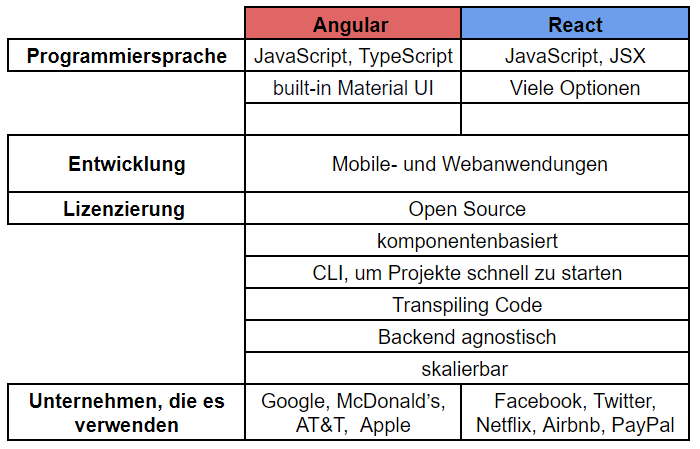 Angular React
Programmiersprache JavaScript, TypeScript JavaScript, JSX
built-in Material UI Viele Optionen
Entwicklung Mobile- und Webanwendungen
Lizenzierung Open Source
komponentenbasiert
CLI, um Projekte schnell zu starten
Transpiling Code
Backend agnostisch
skalierbar
Unternehmen, die es Google, McDonald’s, Facebook, Twitter,
verwenden AT&T, Apple Netflix, Airbnb, PayPal